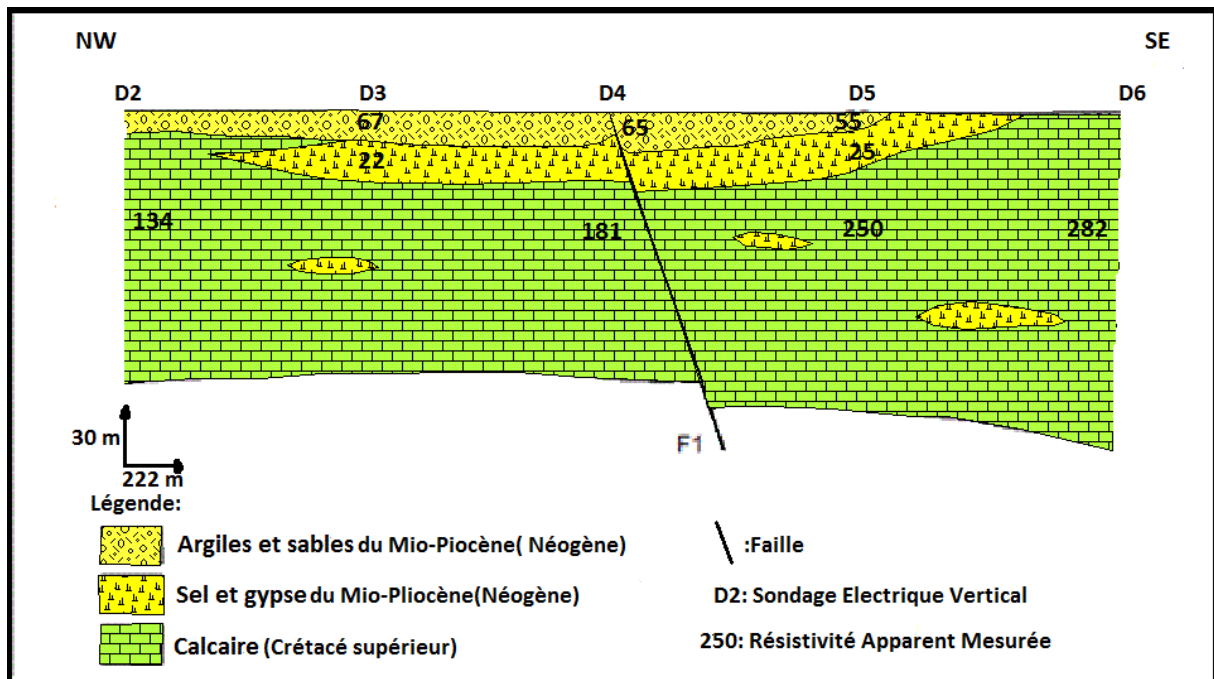 NW SE
D2 D3 D4 D5 D6
67 65 55
22 25
134 181 250 282
30 m
F1
222 m
Légende:
Argiles et sables du Mio-Piocène( Néogène) :Faille
Sel et gypse du Mio-Pliocène(Néogène) D2: Sondage Electrique Vertical
Calcaire (Crétacé supérieur) 250: Résistivité Apparent Mesurée